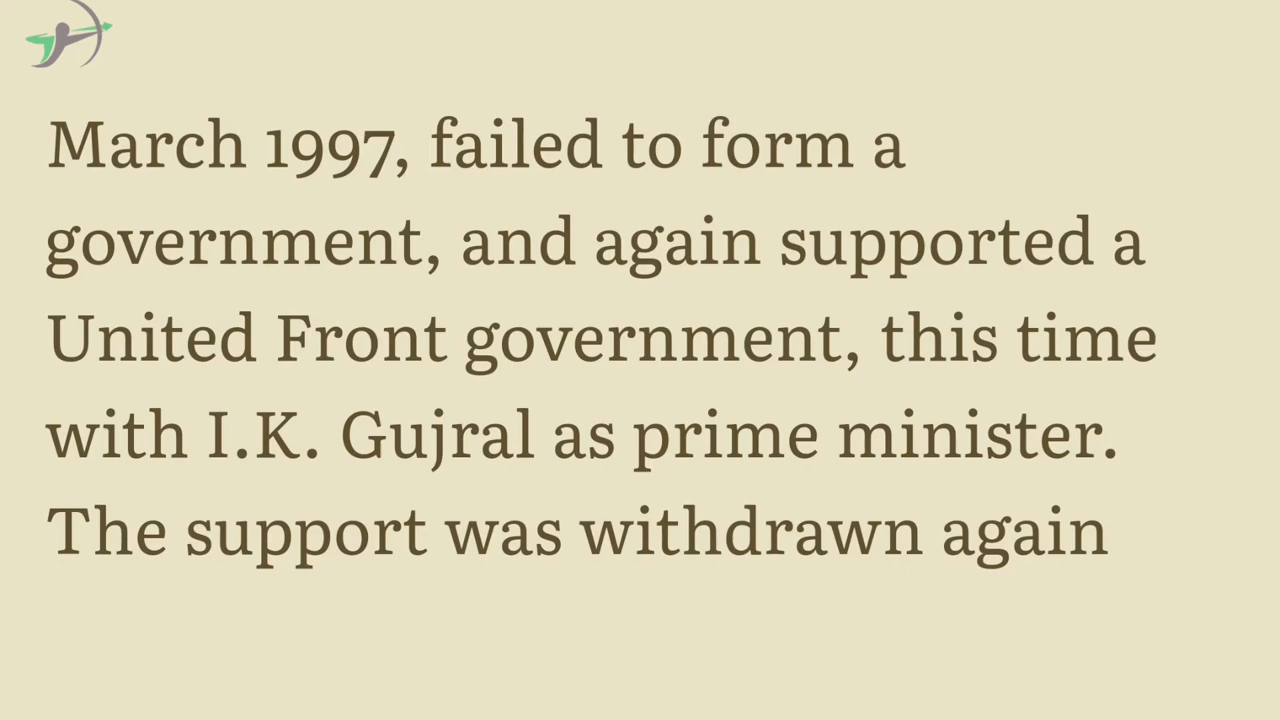 March 1997, failed to form a
government, and again supported a
United Front government, this time
with I.K. Gujral as prime minister.
The support was withdrawn again